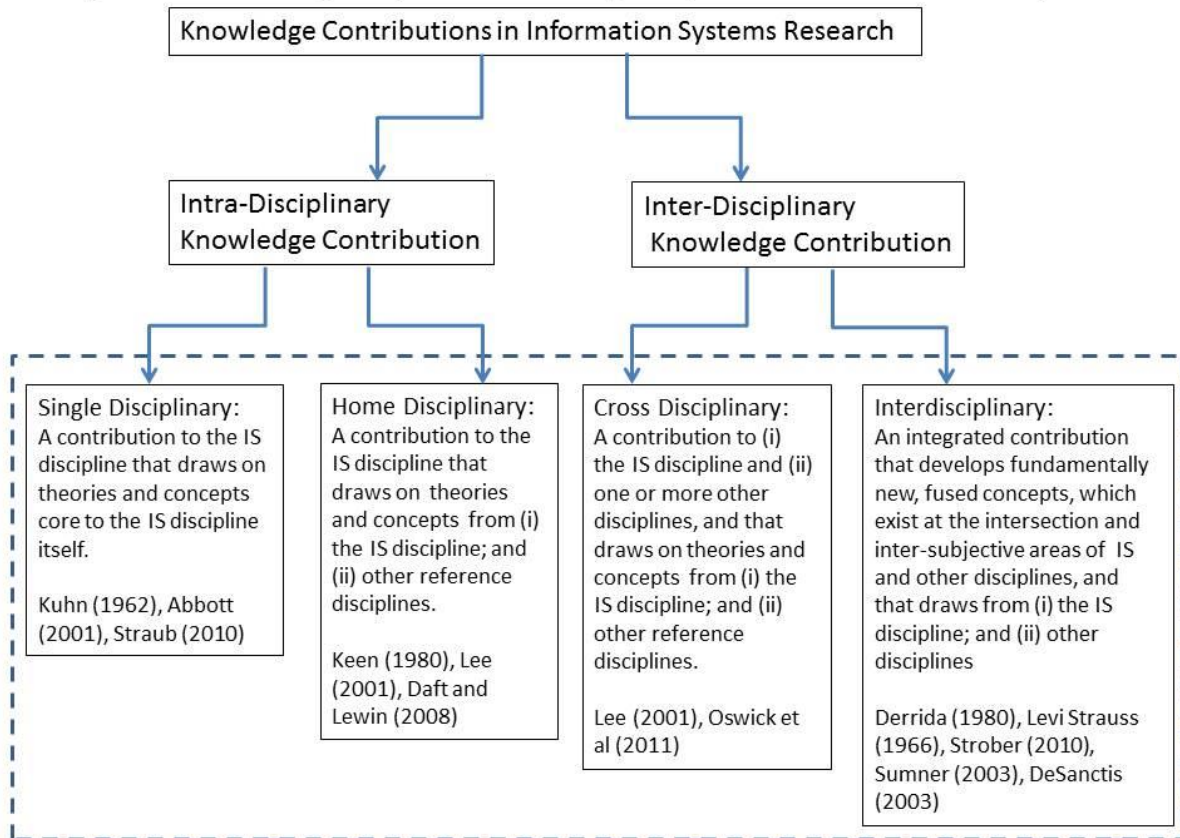 Knowledge Contributions in Information Systems Research
Intra-Disciplinary
Knowledge Contribution
Inter-Disciplinary
Knowledge Contribution
Single Disciplinary:
A contribution to the IS
discipline that draws on
theories and concepts
core to the IS discipline
itself.
Kuhn (1962), Abbott
(2001), Straub (2010)
Home Disciplinary:
A contribution to the
IS discipline that
draws on theories
and concepts from (i)
the IS discipline; and
(ii) other reference
disciplines.
Keen (1980), Lee
(2001), Daft and
Lewin (2008)
Cross Disciplinary:
A contribution to (i)
the IS discipline and (ii)
one or more other
disciplines, and that
draws on theories and
concepts from (i) the
IS discipline; and (ii)
other reference
disciplines.
Lee (2001), Oswick et
al (2011)
Interdisciplinary:
An integrated contribution
that develops fundamentally
new, fused concepts, which
exist at the intersection and
inter-subjective areas of IS
and other disciplines, and
that draws from (i) the IS
discipline; and (ii) other
disciplines
Derrida (1980), Levi Strauss
(1966), Strober (2010),
Sumner (2003), DeSanctis
(2003)